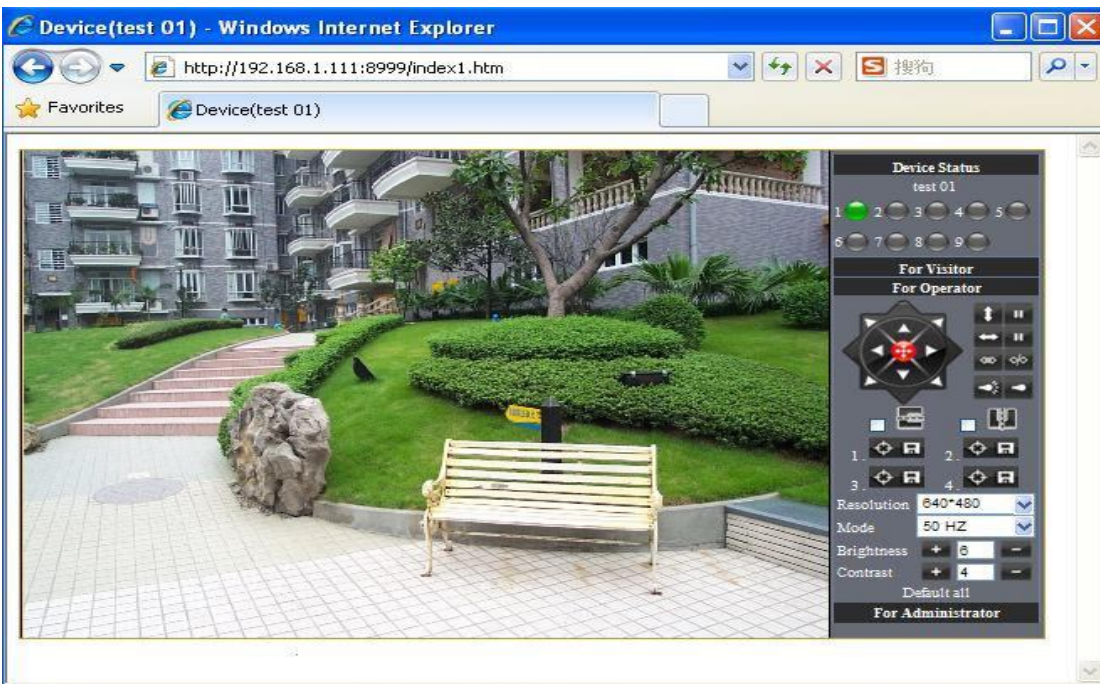 Device(test 01) - Windows Internet Explorer
http://192.168.1.111:8999/index1.htm
搜狗
Favorites
Device(test 01)
Device Status
test 01
1 2 3 4 5
6 7 8 9
For Visitor
For Operator
1. 2.
3. 4.
Resolution 640*480
Mode 50 HZ
Brightness + 6 -
Contrast + 4 -
Default all
For Administrator